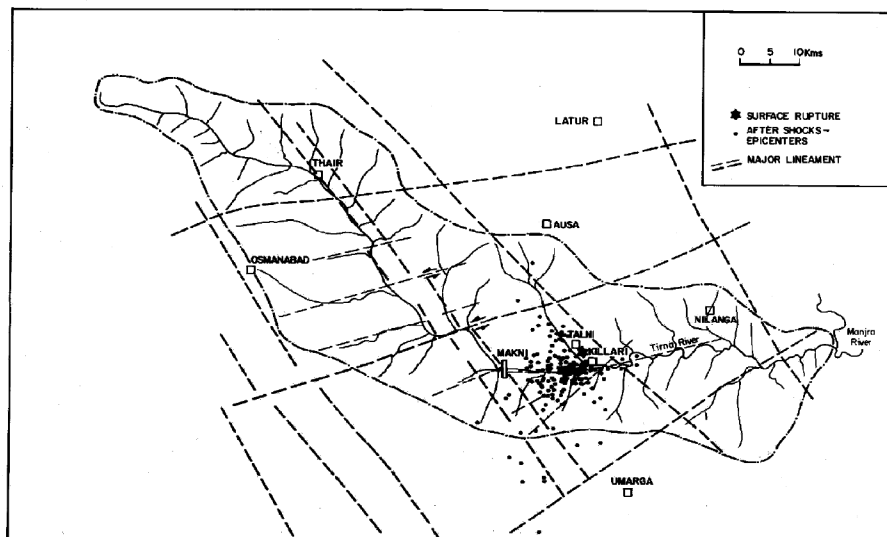 0 5 10Kms
SURFACE RUPTURE
AFTER SHOCKS-
EPICENTERS
MAJOR LINEAMENT
LATUR
THAIR
AUSA
OSMANABAD
NILANGA
TALNI
Manjra
River
Tirna River
KILLARI
MAKNI
UMARGA